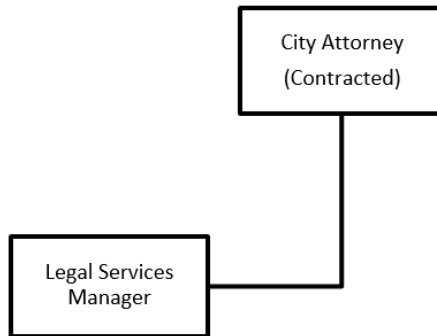 City Attorney
(Contracted)
Legal Services
Manager